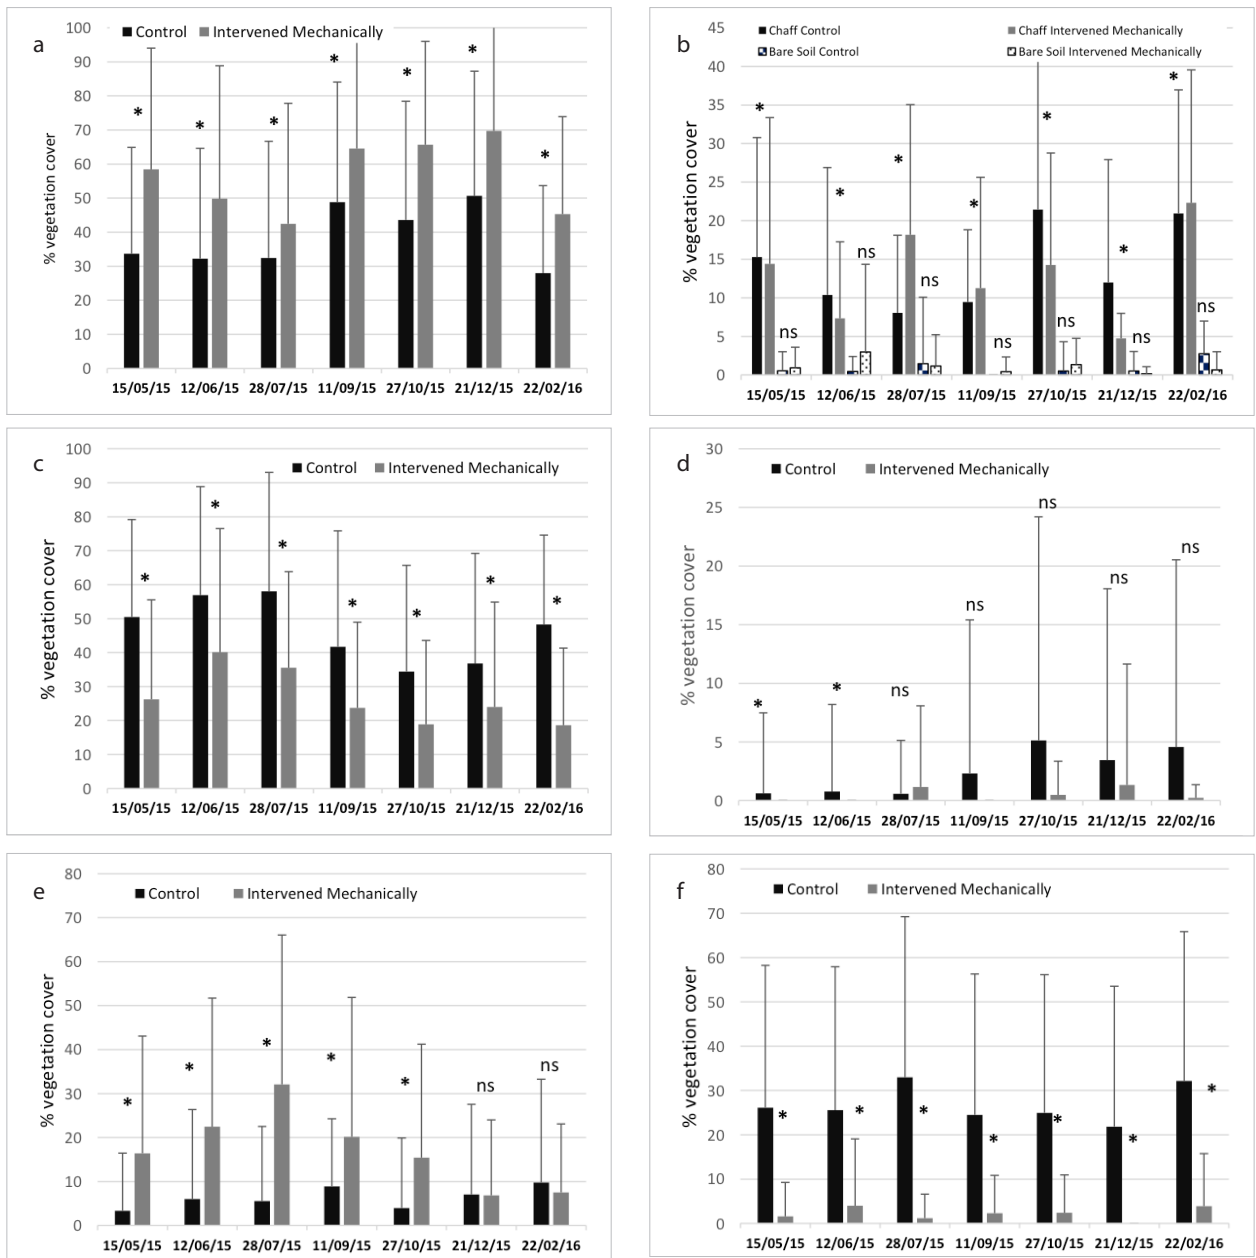 a
Control Intervened Mechanically
% vegetation cover
100
90
80
70
60
50
40
30
20
10
0
* * * * * * *
15/05/15 12/06/15 28/07/15 11/09/15 27/10/15 21/12/15 22/02/16
b
Chaff Control Chaff Intervened Mechanically
Bare Soil Control Bare Soil Intervened Mechanically
% vegetation cover
45
40
35
30
25
20
15
10
5
0
* * * * * * *
ns ns ns ns ns ns ns
15/05/15 12/06/15 28/07/15 11/09/15 27/10/15 21/12/15 22/02/16
c
Control Intervened Mechanically
% vegetation cover
100
90
80
70
60
50
40
30
20
10
0
* * * * * * *
15/05/15 12/06/15 28/07/15 11/09/15 27/10/15 21/12/15 22/02/16
d
Control Intervened Mechanically
% vegetation cover
30
25
20
15
10
5
0
* * ns ns ns ns ns
15/05/15 12/06/15 28/07/15 11/09/15 27/10/15 21/12/15 22/02/16
e
Control Intervened Mechanically
% vegetation cover
80
70
60
50
40
30
20
10
0
* * * * * ns ns
15/05/15 12/06/15 28/07/15 11/09/15 27/10/15 21/12/15 22/02/16
f
Control Intervened Mechanically
% vegetation cover
80
70
60
50
40
30
20
10
0
* * * * * * *
15/05/15 12/06/15 28/07/15 11/09/15 27/10/15 21/12/15 22/02/16